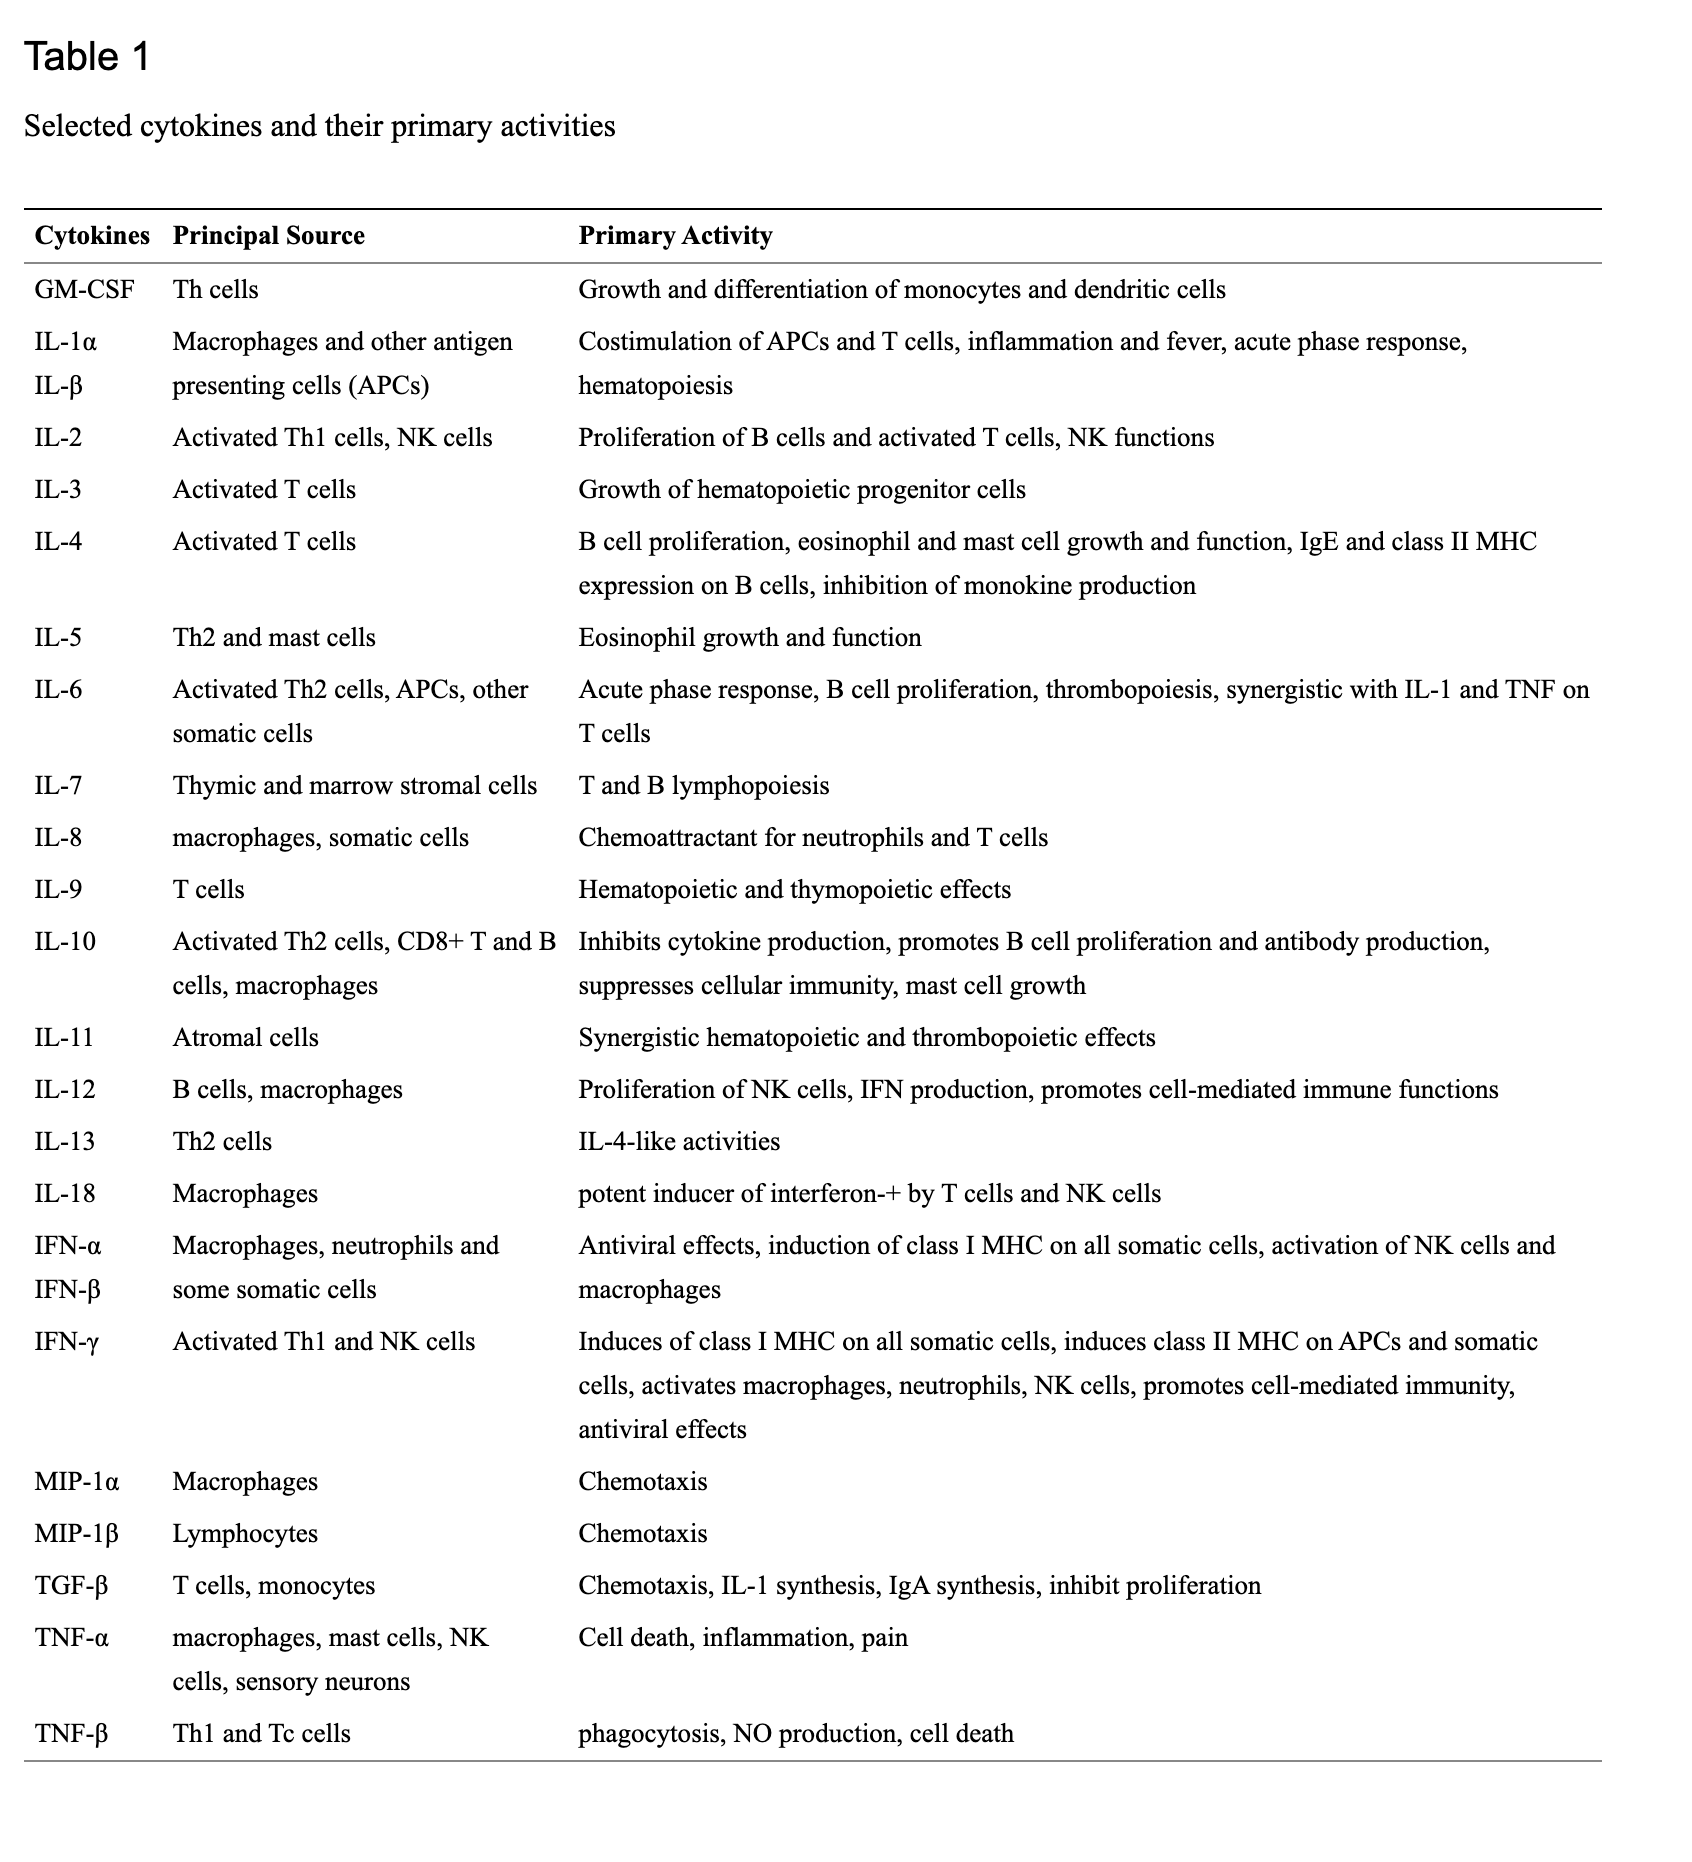 Table 1
Selected cytokines and their primary activities
Cytokines Principal Source Primary Activity
GM-CSF Th cells Growth and differentiation of monocytes and dendritic cells
IL-1α Macrophages and other antigen Costimulation of APCs and T cells, inflammation and fever, acute phase response,
IL-β presenting cells (APCs) hematopoiesis
IL-2 Activated Th1 cells, NK cells Proliferation of B cells and activated T cells, NK functions
IL-3 Activated T cells Growth of hematopoietic progenitor cells
IL-4 Activated T cells B cell proliferation, eosinophil and mast cell growth and function, IgE and class II MHC
expression on B cells, inhibition of monokine production
IL-5 Th2 and mast cells Eosinophil growth and function
IL-6 Activated Th2 cells, APCs, other Acute phase response, B cell proliferation, thrombopoiesis, synergistic with IL-1 and TNF on
somatic cells T cells
IL-7 Thymic and marrow stromal cells T and B lymphopoiesis
IL-8 macrophages, somatic cells Chemoattractant for neutrophils and T cells
IL-9 T cells Hematopoietic and thymopoietic effects
IL-10 Activated Th2 cells, CD8+ T and B Inhibits cytokine production, promotes B cell proliferation and antibody production,
cells, macrophages suppresses cellular immunity, mast cell growth
IL-11 Atromal cells Synergistic hematopoietic and thrombopoietic effects
IL-12 B cells, macrophages Proliferation of NK cells, IFN production, promotes cell-mediated immune functions
IL-13 Th2 cells IL-4-like activities
IL-18 Macrophages potent inducer of interferon-+ by T cells and NK cells
IFN-α Macrophages, neutrophils and Antiviral effects, induction of class I MHC on all somatic cells, activation of NK cells and
IFN-β some somatic cells macrophages
IFN-γ Activated Th1 and NK cells Induces of class I MHC on all somatic cells, induces class II MHC on APCs and somatic
cells, activates macrophages, neutrophils, NK cells, promotes cell-mediated immunity,
antiviral effects
MIP-1α Macrophages Chemotaxis
MIP-1β Lymphocytes Chemotaxis
TGF-β T cells, monocytes Chemotaxis, IL-1 synthesis, IgA synthesis, inhibit proliferation
TNF-α macrophages, mast cells, NK Cell death, inflammation, pain
cells, sensory neurons
TNF-β Th1 and Tc cells phagocytosis, NO production, cell death